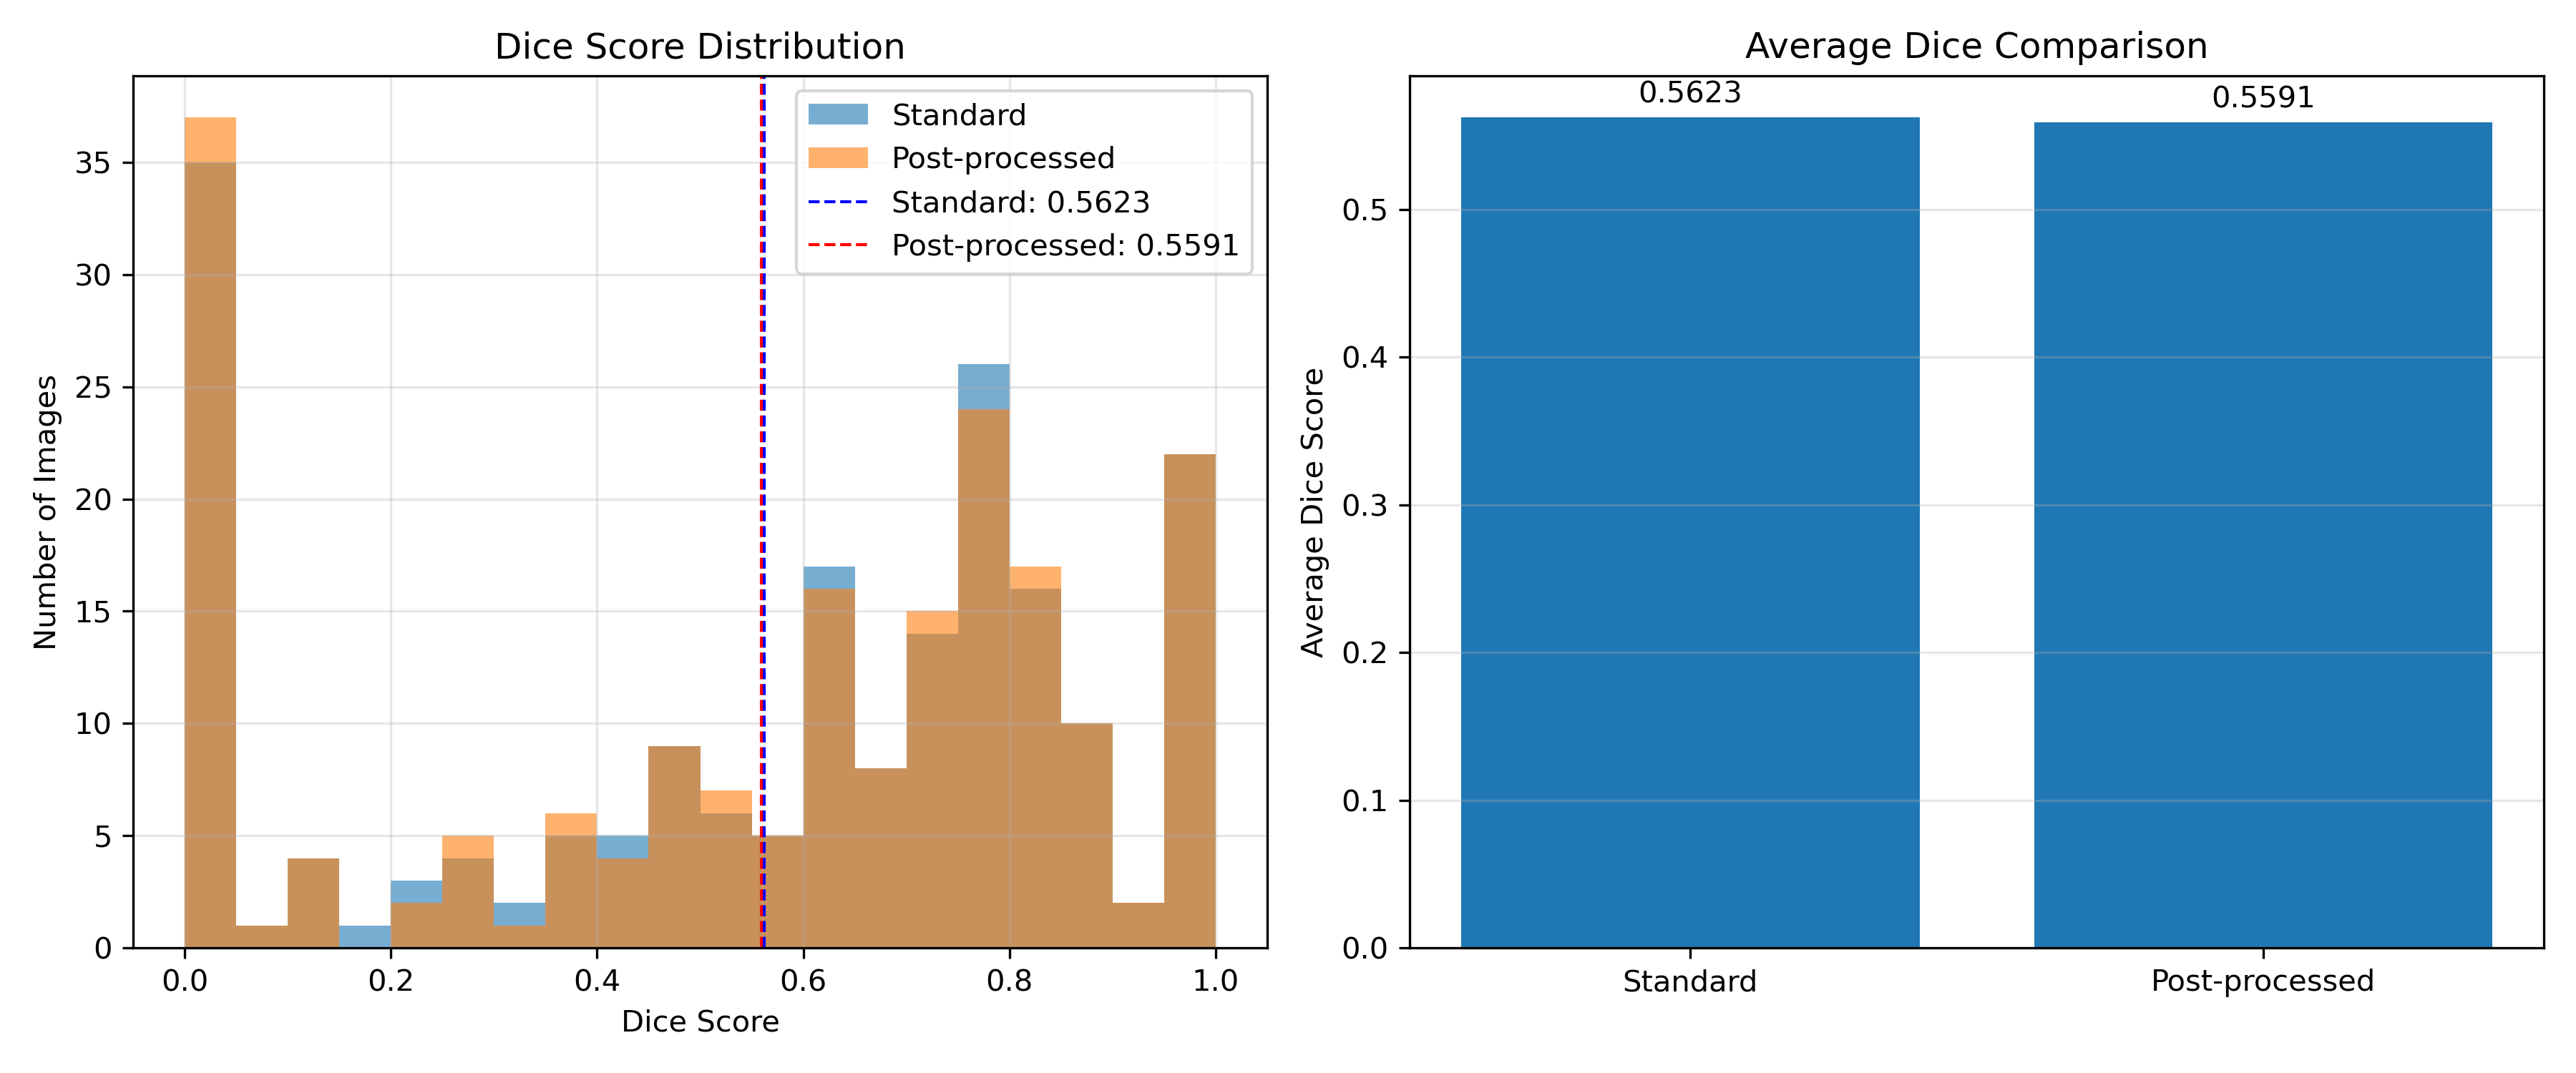 Dice Score Distribution
Number of Images
35
30
25
20
15
10
5
0
0.0 0.2 0.4 0.6 0.8 1.0
Dice Score
Standard
Post-processed
Standard: 0.5623
Post-processed: 0.5591
Average Dice Comparison
Average Dice Score
0.5
0.4
0.3
0.2
0.1
0.0
0.5623 0.5591
Standard Post-processed